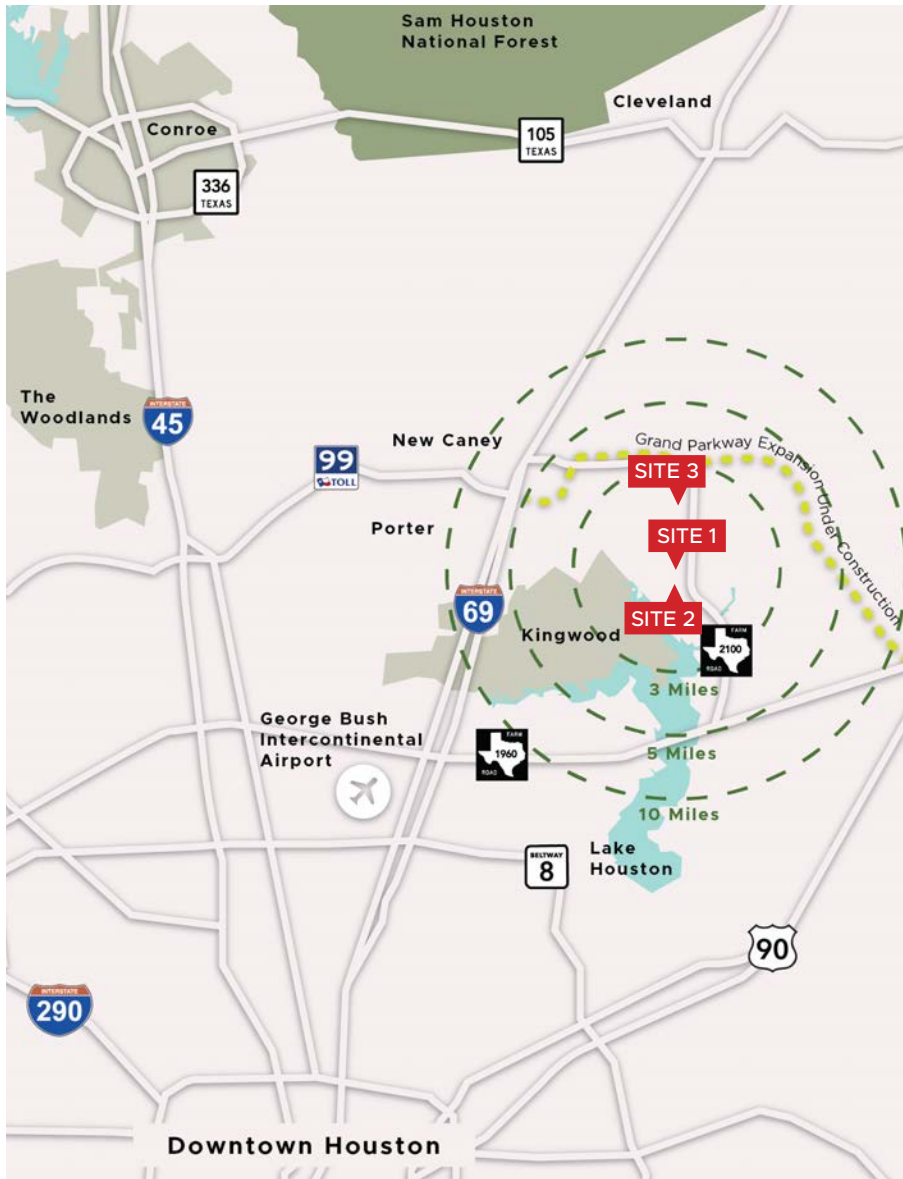 Sam Houston
National Forest
Cleveland
Conroe
105
TEXAS
336
TEXAS
The
Woodlands
INTERSTATE
45
New Caney
99
TOLL
Grand Parkway Expansion Under Construction
SITE 3
Porter
SITE 1
INTERSTATE
69
Kingwood
SITE 2
FARM
2100
ROAD
3 Miles
George Bush
Intercontinental
Airport
FARM
1960
ROAD
5 Miles
10 Miles
BELTWAY
8
Lake
Houston
90
INTERSTATE
290
Downtown Houston